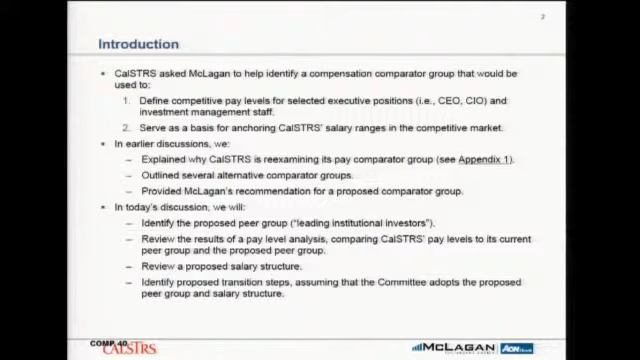 2
Introduction
CalSTRS asked McLagan to help identify a compensation comparator group that would be
used to:
1. Define competitive pay levels for selected executive positions (i.e., CEO, CIO) and
investment management staff.
2. Serve as a basis for anchoring CalSTRS' salary ranges in the competitive market.
In earlier discussions, we:
– Explained why CalSTRS is reexamining its pay comparator group (see Appendix 1).
– Outlined several alternative comparator groups.
– Provided McLagan's recommendation for a proposed comparator group.
In today's discussion, we will:
– Identify the proposed peer group ("leading institutional investors").
– Review the results of a pay level analysis, comparing CalSTRS' pay levels to its current
peer group and the proposed peer group.
– Review a proposed salary structure.
– Identify proposed transition steps, assuming that the Committee adopts the proposed
peer group and salary structure.
COMP 40
CALSTRS
McLAGAN
AON